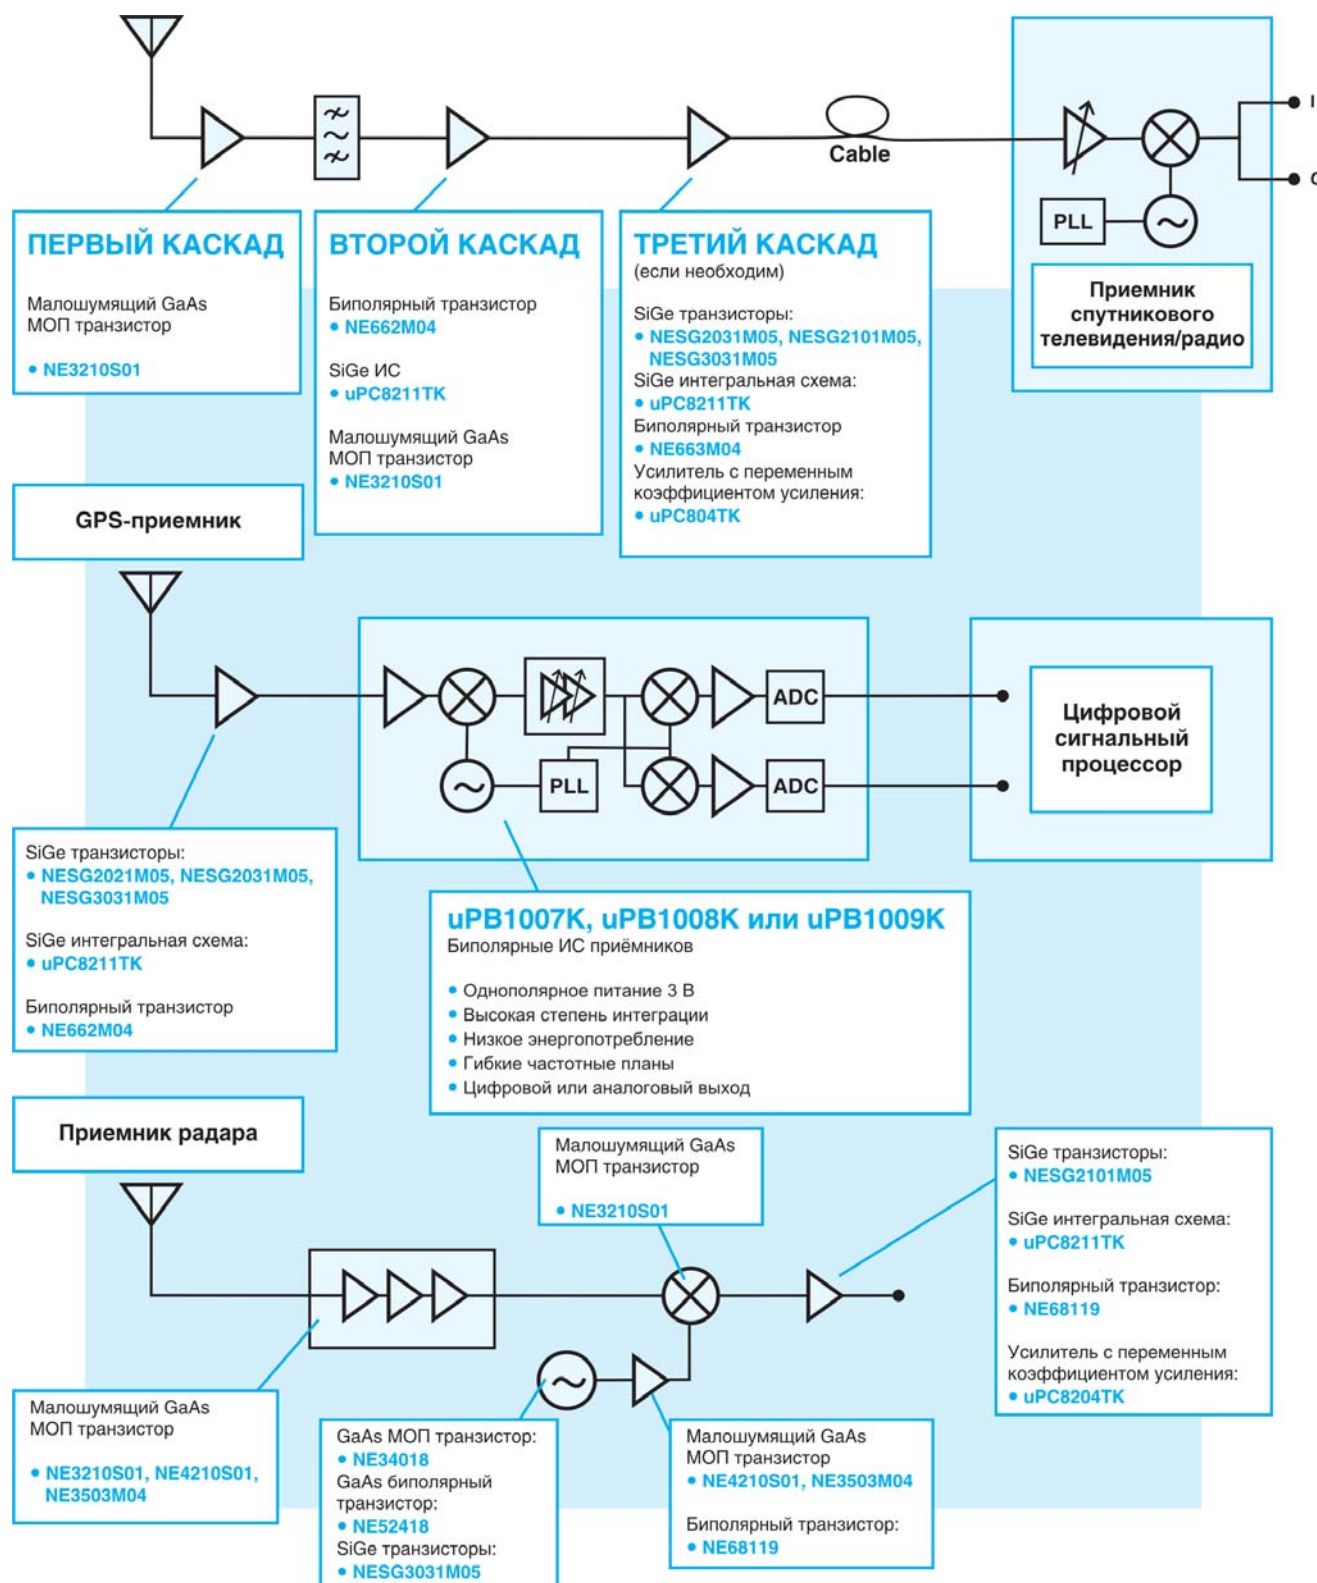 Cable
I
PLL
ПЕРВЫЙ КАСКАД
Малошумящий GaAs
МОП транзистор
• NE3210S01
ВТОРОЙ КАСКАД
Биполярный транзистор
• NE662M04
SiGe ИС
• uPC8211TK
Малошумящий GaAs
МОП транзистор
• NE3210S01
ТРЕТИЙ КАСКАД
(если необходим)
SiGe транзисторы:
• NESG2031M05, NESG2101M05,
NESG3031M05
SiGe интегральная схема:
• uPC8211TK
Биполярный транзистор
• NE663M04
Усилитель с переменным
коэффициентом усиления:
• uPC804TK
Приемник
спутникового
телевидения/радио
GPS-приемник
ADC
PLL
ADC
Цифровой
сигнальный
процессор
SiGe транзисторы:
• NESG2021M05, NESG2031M05,
NESG3031M05
SiGe интегральная схема:
• uPC8211TK
Биполярный транзистор
• NE662M04
uPB1007K, uPB1008K или uPB1009K
Биполярные ИС приёмников
• Однополярное питание 3 В
• Высокая степень интеграции
• Низкое энергопотребление
• Гибкие частотные планы
• Цифровой или аналоговый выход
Приемник радара
Малошумящий GaAs
МОП транзистор
• NE3210S01
SiGe транзисторы:
• NESG2101M05
SiGe интегральная схема:
• uPC8211TK
Биполярный транзистор:
• NE68119
Усилитель с переменным
коэффициентом усиления:
• uPC8204TK
Малошумящий GaAs
МОП транзистор
• NE3210S01, NE4210S01,
NE3503M04
GaAs МОП транзистор:
• NE34018
GaAs биполярный
транзистор:
• NE52418
SiGe транзисторы:
• NESG3031M05
Малошумящий GaAs
МОП транзистор
• NE4210S01, NE3503M04
Биполярный транзистор:
• NE68119